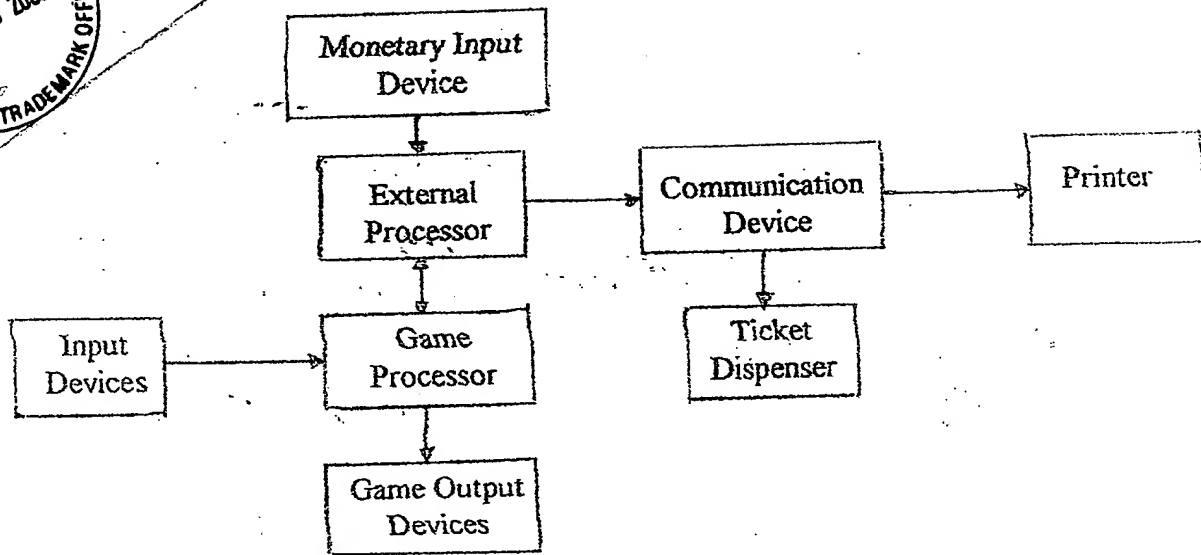 TRADEMARK OFF
Monetary Input
Device
External
Processor
Communication
Device
Printer
Input
Devices
Game
Processor
Ticket
Dispenser
Game Output
Devices